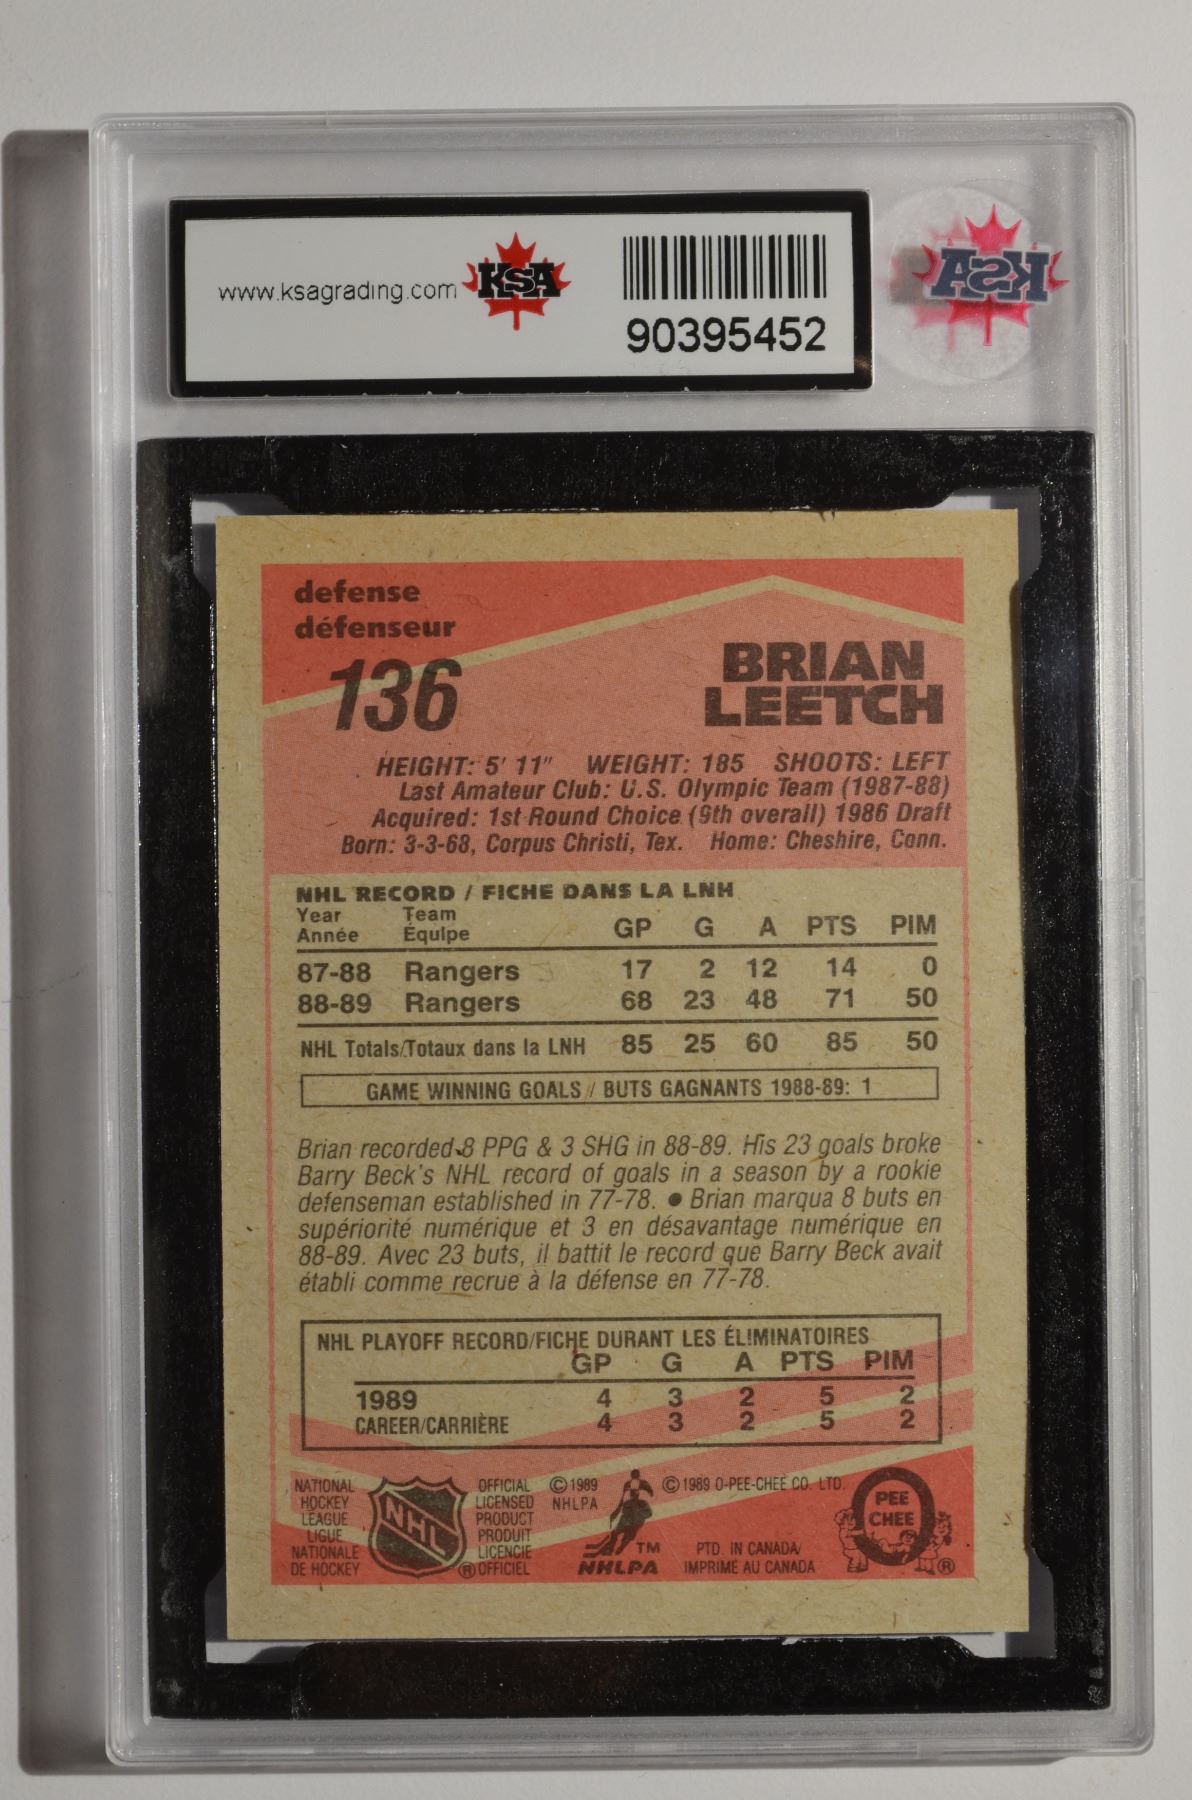 www.ksagrading.com
KSA
90395452
KSA
defense
défenseur
136
BRIAN
LEETCH
HEIGHT: 5' 11" WEIGHT: 185 SHOOTS: LEFT
Last Amateur Club: U.S. Olympic Team (1987-88)
Acquired: 1st Round Choice (9th overall) 1986 Draft
Born: 3-3-68, Corpus Christi, Tex. Home: Cheshire, Conn.
NHL RECORD / FICHE DANS LA LNH
Year Team
Année Équipe GP G A PTS PIM
87-88 Rangers 17 2 12 14 0
88-89 Rangers 68 23 48 71 50
NHL Totals/Totaux dans la LNH 85 25 60 85 50
GAME WINNING GOALS / BUTS GAGNANTS 1988-89: 1
Brian recorded 8 PPG & 3 SHG in 88-89. His 23 goals broke
Barry Beck's NHL record of goals in a season by a rookie
defenseman established in 77-78. ● Brian marqua 8 buts en
supériorité numérique et 3 en désavantage numérique en
88-89. Avec 23 buts, il battit le record que Barry Beck avait
établi comme recrue à la défense en 77-78.
NHL PLAYOFF RECORD/FICHE DURANT LES ÉLIMINATOIRES
GP G A PTS PIM
1989 4 3 2 5 2
CAREER/CARRIÈRE 4 3 2 5 2
NATIONAL
HOCKEY
LEAGUE
LIGUE
NATIONALE
DE HOCKEY
NHL
®
OFFICIAL
LICENSED
PRODUCT
PRODUIT
LICENCIE
OFFICIEL
© 1989
NHLPA
TM
NHLPA
© 1989 O-PEE-CHEE CO. LTD.
PTD. IN CANADA/
IMPRIMÉ AU CANADA
O
PEE
CHEE
®